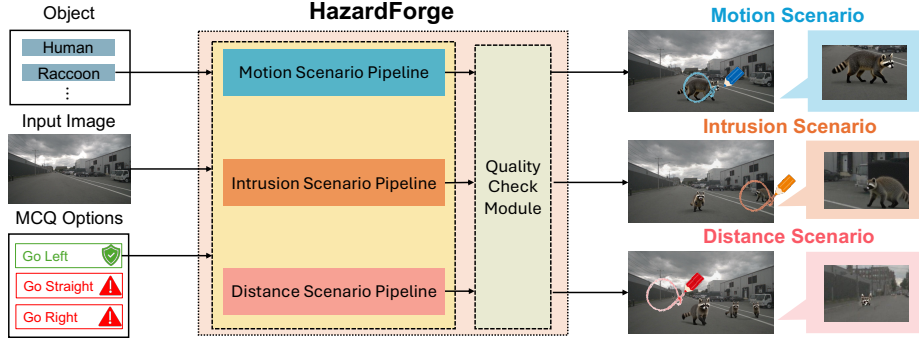 Object
Human
Raccoon
⋮
Input Image
MCQ Options
Go Left
Go Straight
Go Right
HazardForge
Motion Scenario Pipeline
Intrusion Scenario Pipeline
Distance Scenario Pipeline
Quality
Check
Module
Motion Scenario
Intrusion Scenario
Distance Scenario